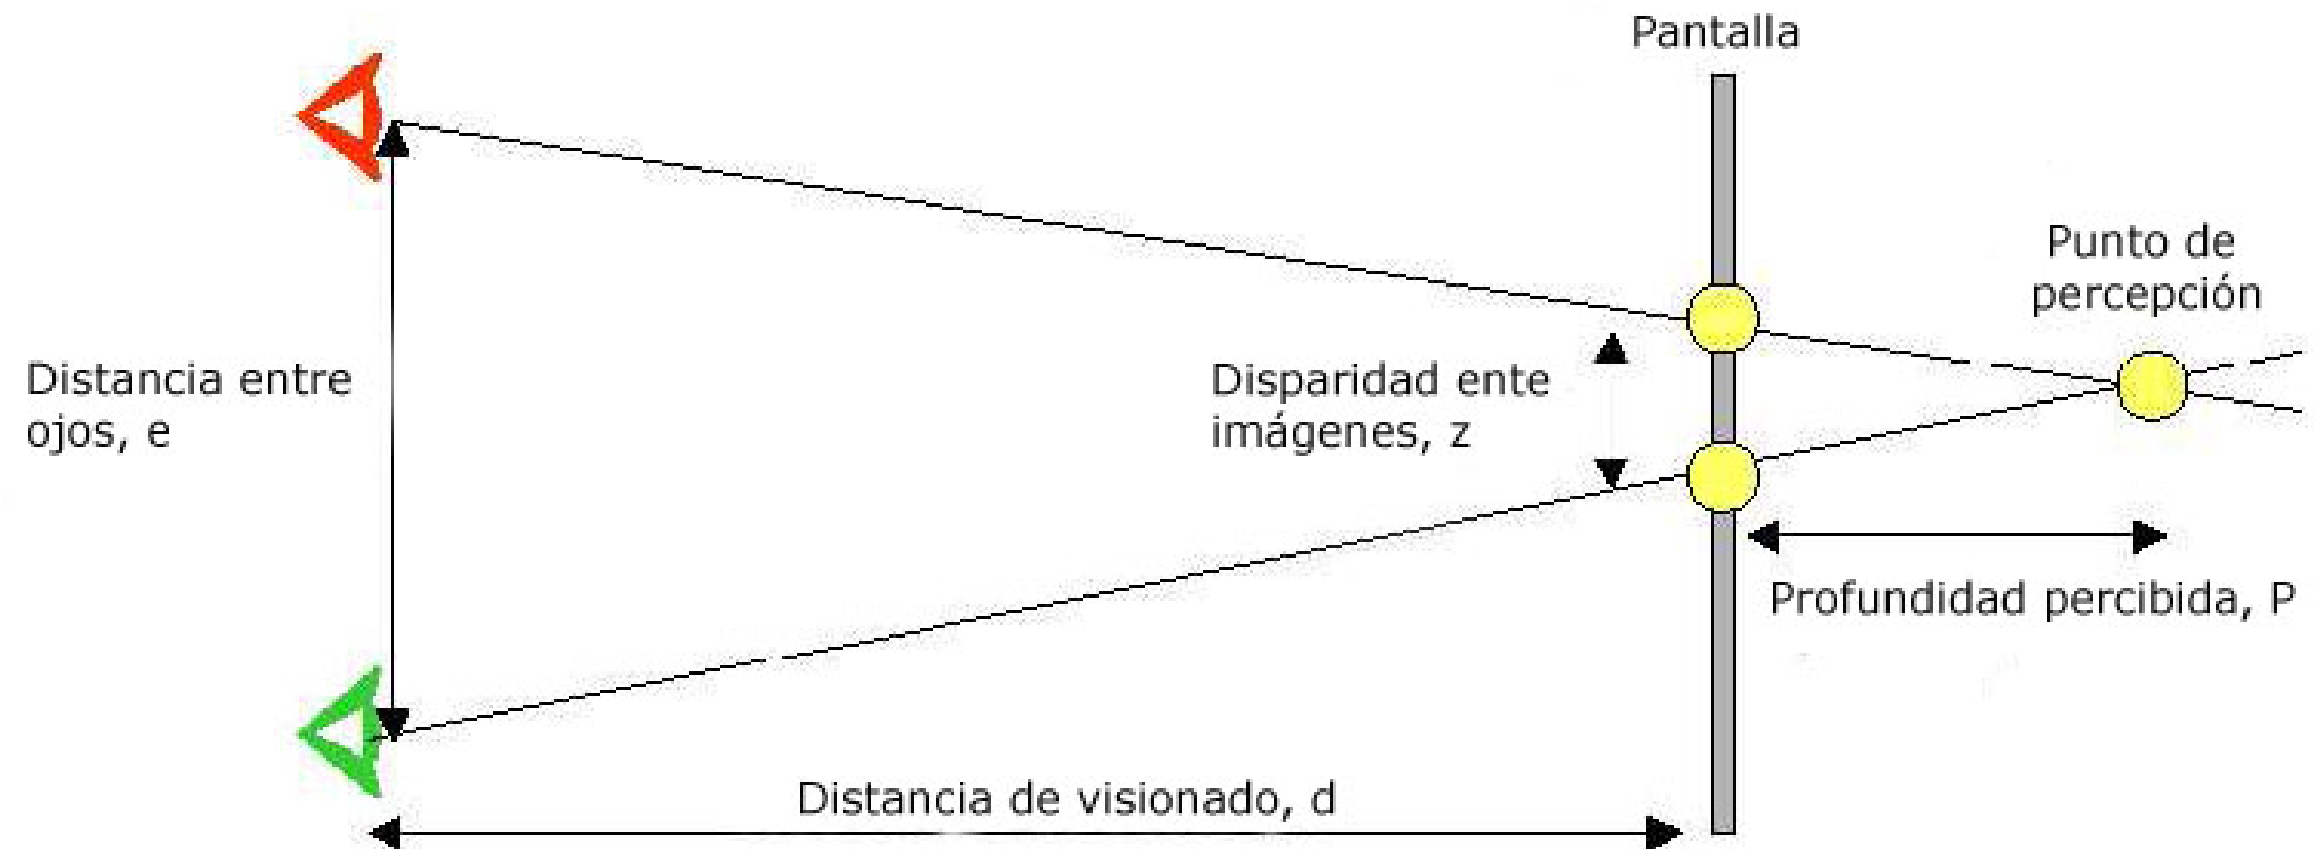 Pantalla
Punto de
percepción
Distancia entre
ojos, e
Disparidad ente
imágenes, z
Profundidad percibida, P
Distancia de visionado, d